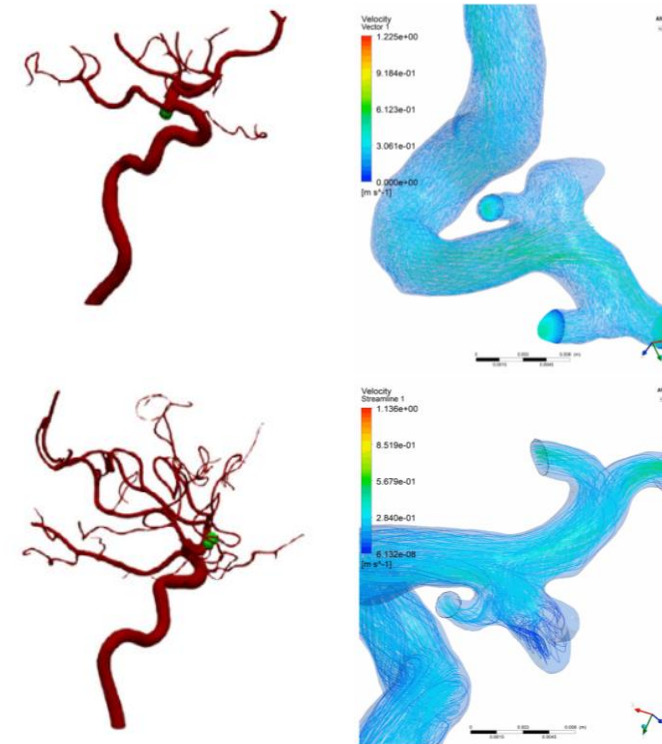 Velocity
Vector 1
1.225e+00
9.184e-01
6.123e-01
3.061e-01
0.000e+00
[m s^-1]
Velocity
Streamline 1
1.136e+00
8.519e-01
5.679e-01
2.840e-01
6.132e-08
[m s^-1]